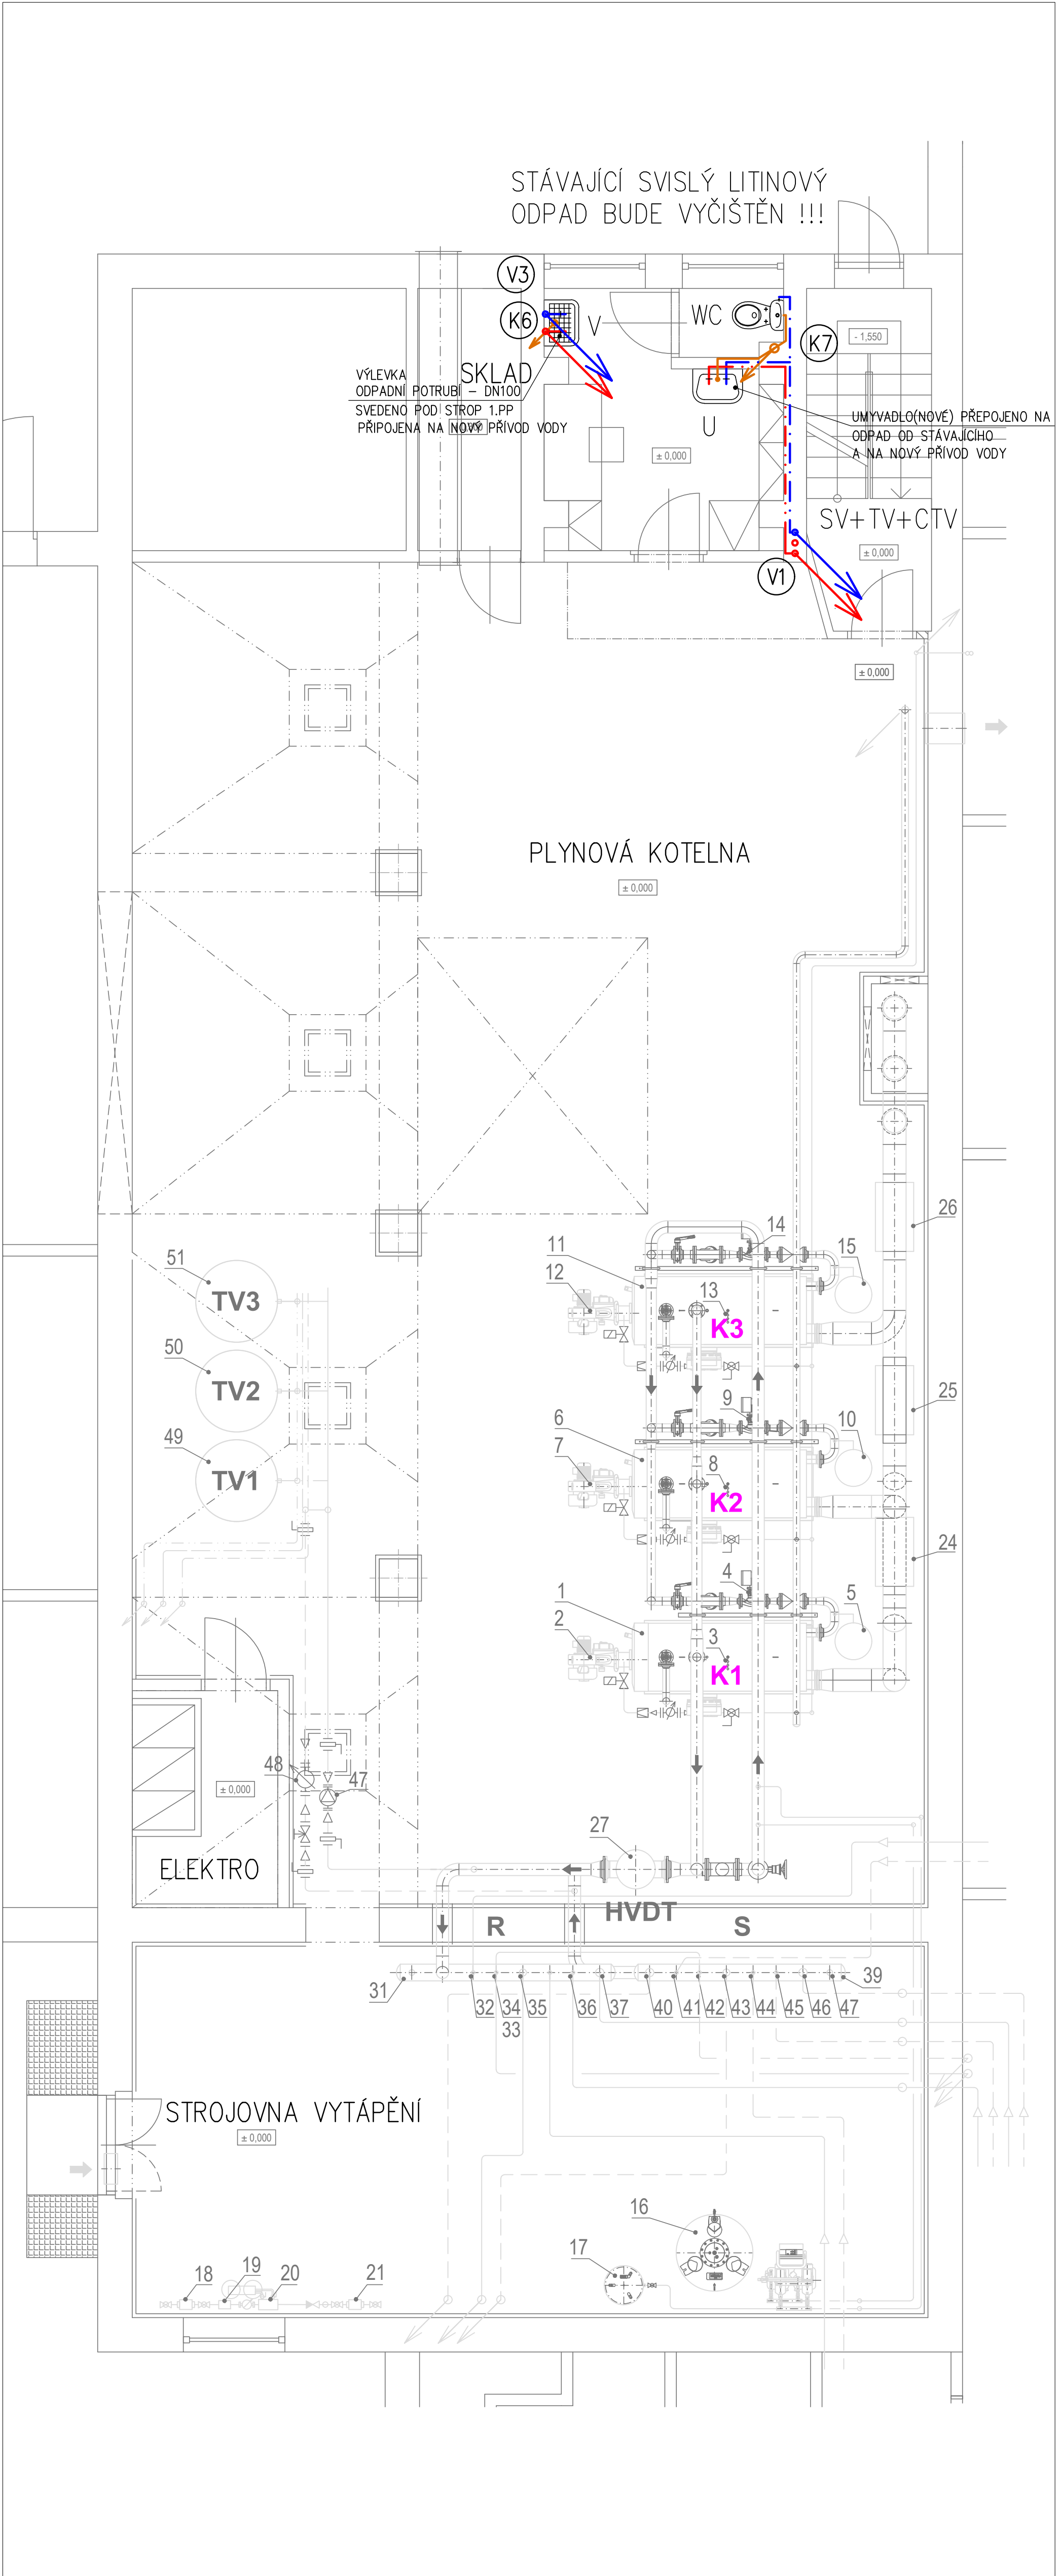 STÁVAJÍCÍ SVISLÝ LITINOVÝ
ODPAD BUDE VYČIŠTĚN !!!
V3
K6
V
WC
K7
- 1,550
SKLAD
VÝLEVKA
ODPADNÍ POTRUBÍ - DN100
SVEDENO POD STROP 1.PP
PŘIPOJENA NA NOVÝ PŘÍVOD VODY
U
± 0,000
UMYVADLO(NOVÉ) PŘEPOJENO NA
ODPAD OD STÁVAJÍCÍHO
A NA NOVÝ PŘÍVOD VODY
SV+TV+CTV
± 0,000
V1
± 0,000
PLYNOVÁ KOTELNA
± 0,000
26
14
11
15
12
13
K3
51
TV3
50
TV2
49
TV1
25
9
6
10
7
8
K2
24
4
1
5
2
3
K1
48
47
± 0,000
ELEKTRO
27
HVDT
R
S
31
32
34
35
36
37
40
41
42
43
44
45
46
47
39
33
STROJOVNA VYTÁPĚNÍ
± 0,000
16
17
18
19
20
21